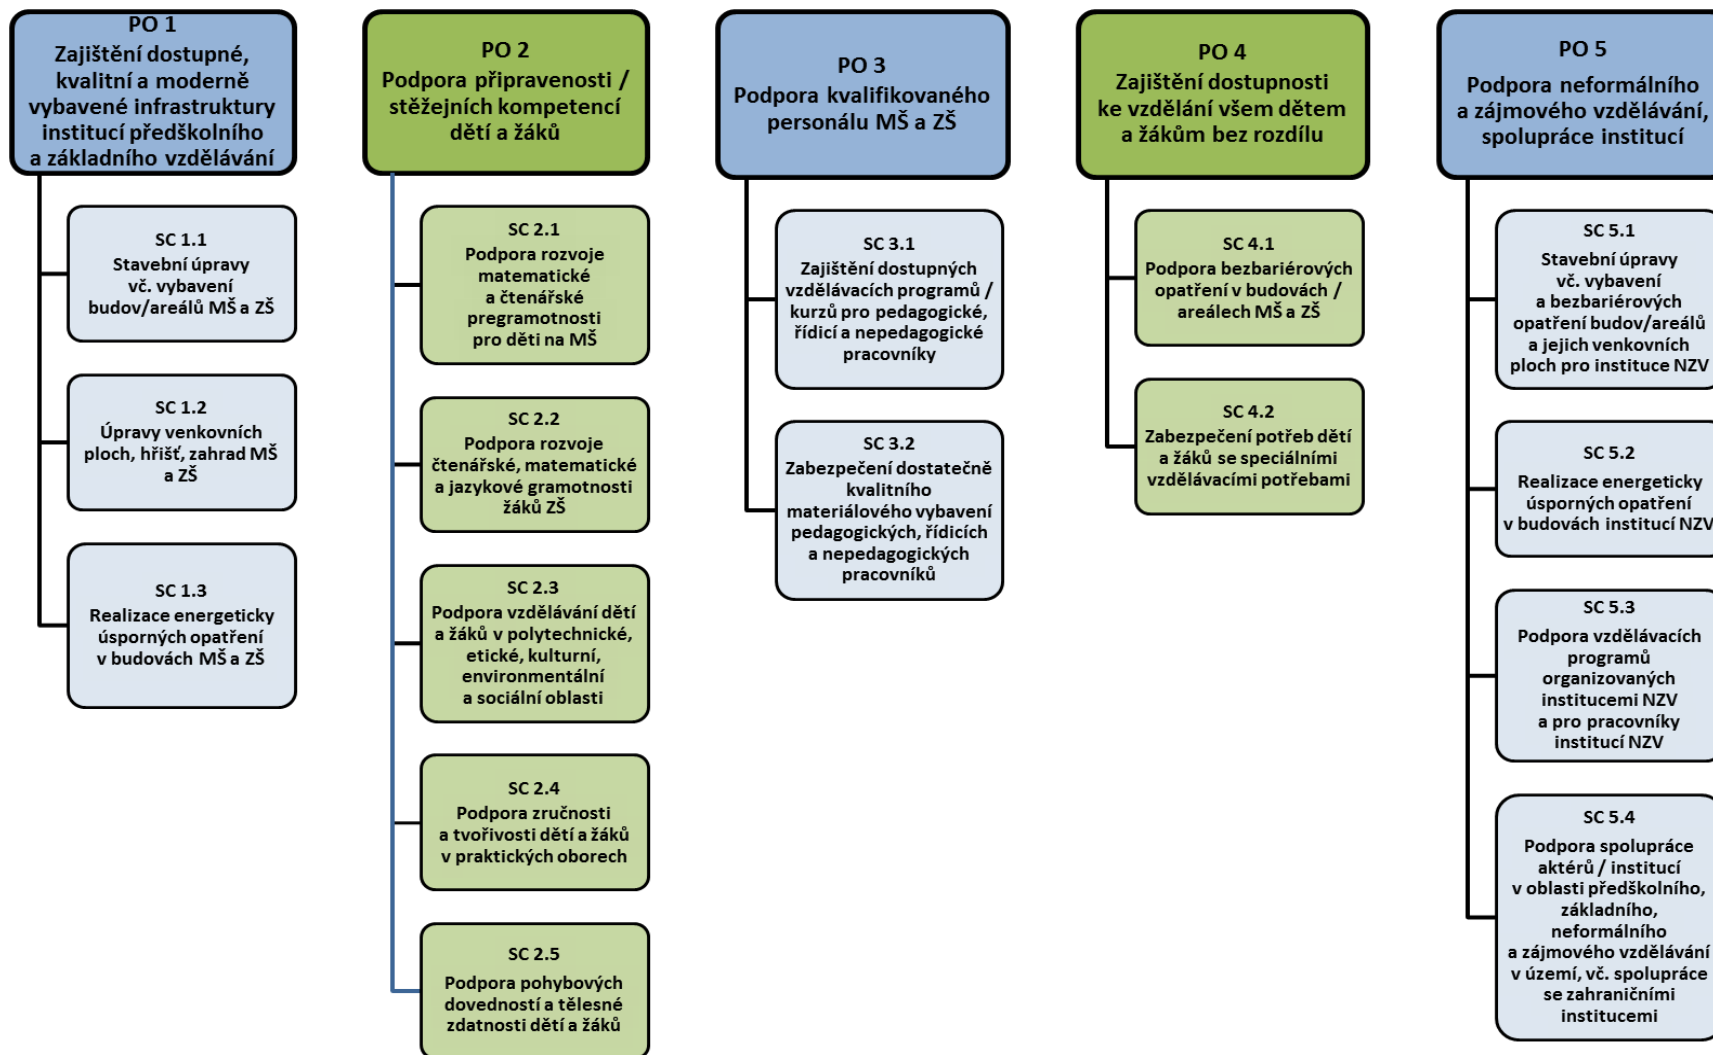 PO 1
Zajištění dostupné,
kvalitní a moderně
vybavené infrastruktury
institucí předškolního
a základního vzdělávání
SC 1.1
Stavební úpravy
vč. vybavení
budov/areálů MŠ a ZŠ
SC 1.2
Úpravy venkovních
ploch, hřišť, zahrad MŠ
a ZŠ
SC 1.3
Realizace energeticky
úsporných opatření
v budovách MŠ a ZŠ
PO 2
Podpora připravenosti /
stěžejních kompetencí
dětí a žáků
SC 2.1
Podpora rozvoje
matematické
a čtenářské
pregramotnosti
pro děti na MŠ
SC 2.2
Podpora rozvoje
čtenářské, matematické
a jazykové gramotnosti
žáků ZŠ
SC 2.3
Podpora vzdělávání dětí
a žáků v polytechnické,
etické, kulturní,
environmentální
a sociální oblasti
SC 2.4
Podpora zručnosti
a tvořivosti dětí a žáků
v praktických oborech
SC 2.5
Podpora pohybových
dovedností a tělesné
zdatnosti dětí a žáků
PO 3
Podpora kvalifikovaného
personálu MŠ a ZŠ
SC 3.1
Zajištění dostupných
vzdělávacích programů /
kurzů pro pedagogické,
řídicí a nepedagogické
pracovníky
SC 3.2
Zabezpečení dostatečně
kvalitního
materiálového vybavení
pedagogických, řídicích
a nepedagogických
pracovníků
PO 4
Zajištění dostupnosti
ke vzdělání všem dětem
a žákům bez rozdílu
SC 4.1
Podpora bezbariérových
opatření v budovách /
areálech MŠ a ZŠ
SC 4.2
Zabezpečení potřeb dětí
a žáků se speciálními
vzdělávacími potřebami
PO 5
Podpora neformálního
a zájmového vzdělávání,
spolupráce institucí
SC 5.1
Stavební úpravy
vč. vybavení
a bezbariérových
opatření budov/areálů
a jejich venkovních
ploch pro instituce NZV
SC 5.2
Realizace energeticky
úsporných opatření
v budovách institucí NZV
SC 5.3
Podpora vzdělávacích
programů
organizovaných
institucemi NZV
a pro pracovníky
institucí NZV
SC 5.4
Podpora spolupráce
aktérů / institucí
v oblasti předškolního,
základního,
neformálního
a zájmového vzdělávání
v území, vč. spolupráce
se zahraničními
institucemi